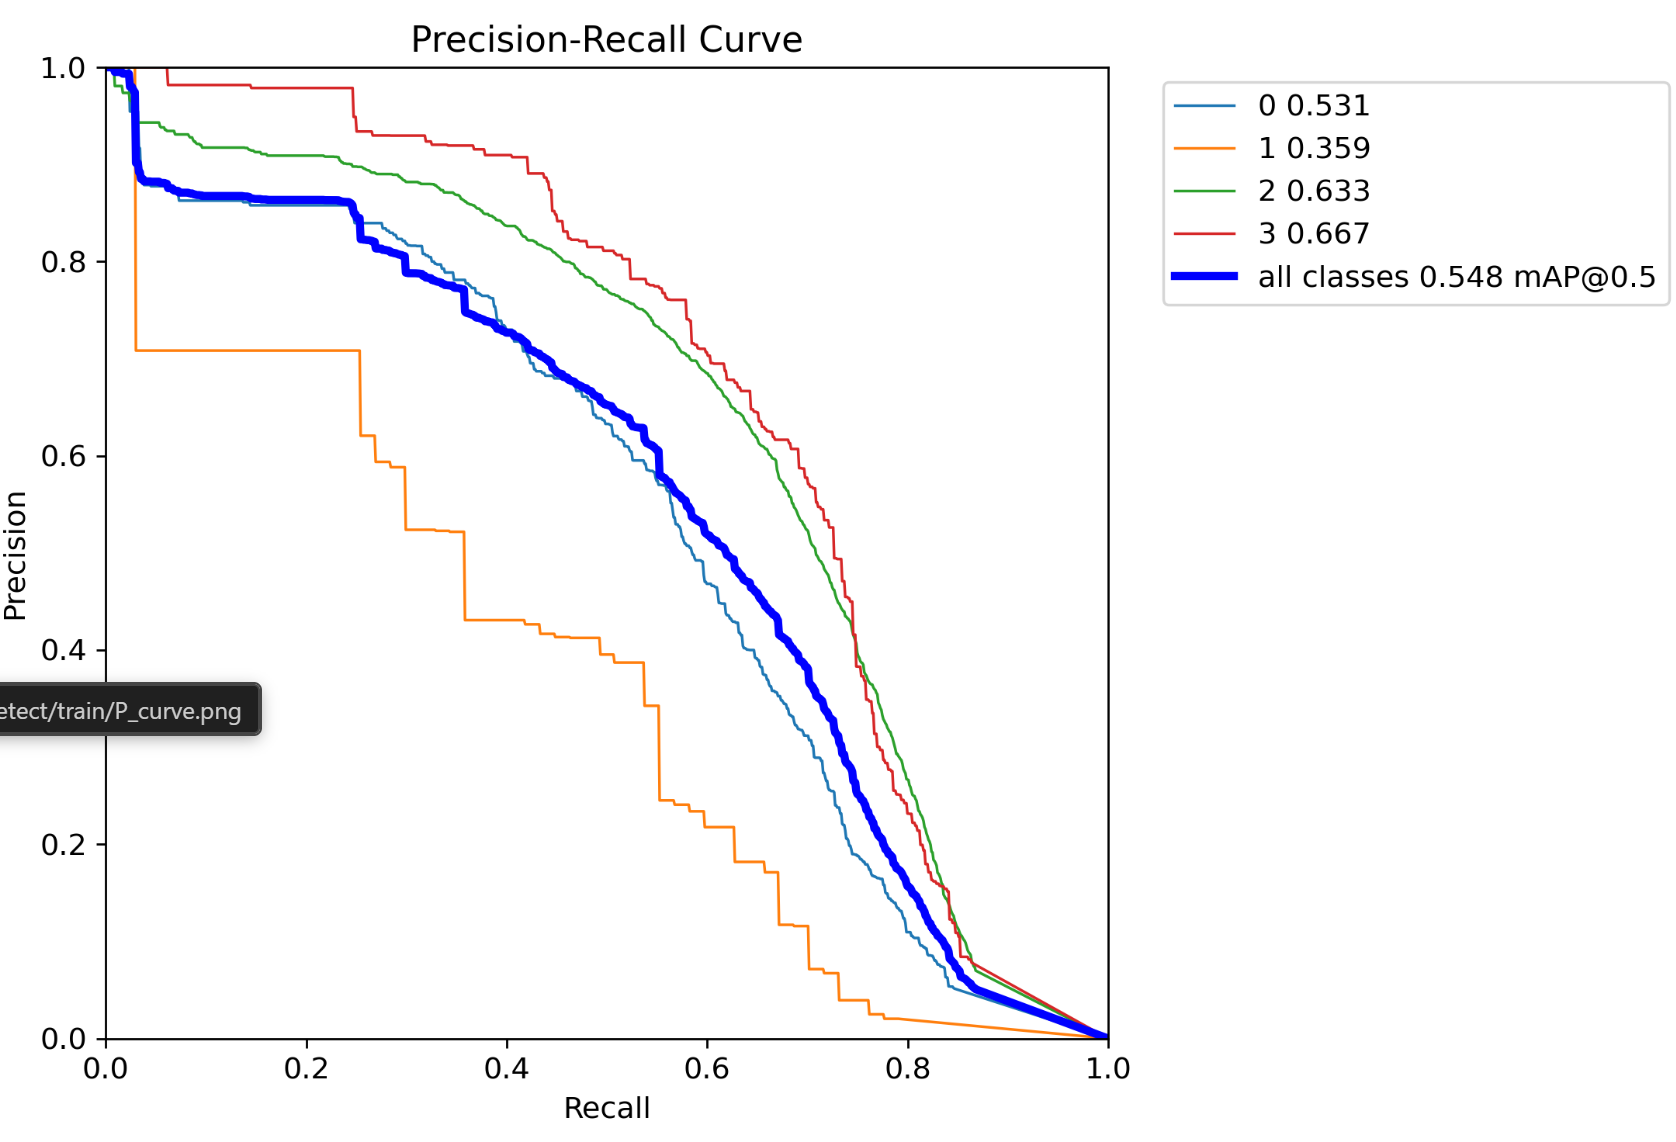 Precision-Recall Curve
1.0
0.8
0.6
0.4
0.2
0.0
Precision
0.0 0.2 0.4 0.6 0.8 1.0
Recall
0 0.531
1 0.359
2 0.633
3 0.667
all classes 0.548 mAP@0.5
etect/train/P_curve.png